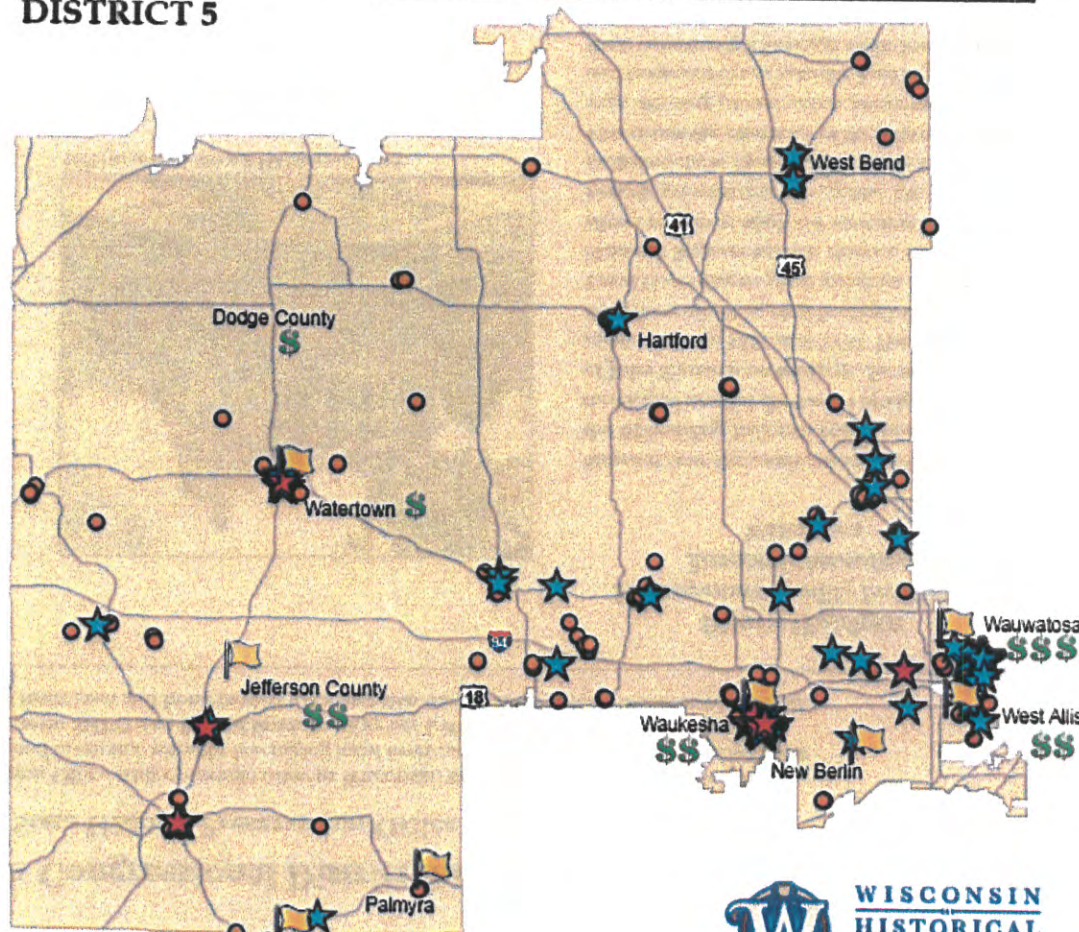 DISTRICT 5
West Bend
41
45
Dodge County
$
Hartford
Watertown $
94
Wauwatosa
$$$
Jefferson County
$$
18
Waukesha
$$
West Allis
$$
New Berlin
Palmyra
WISCONSIN
HISTORICAL